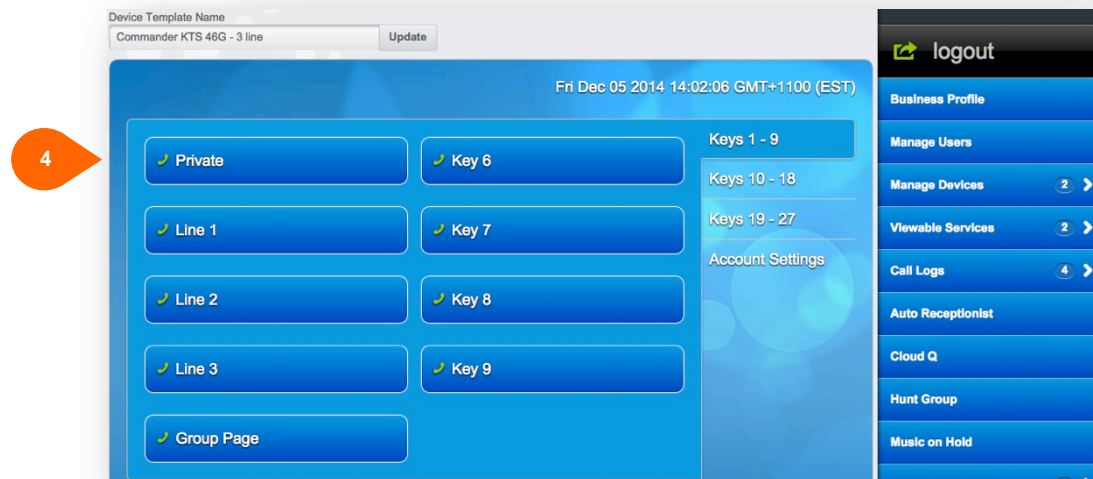 Device Template Name
Commander KTS 46G - 3 line
Update
Fri Dec 05 2014 14:02:06 GMT+1100 (EST)
4
Private
Key 6
Line 1
Key 7
Line 2
Key 8
Line 3
Key 9
Group Page
Keys 1 - 9
Keys 10 - 18
Keys 19 - 27
Account Settings
logout
Business Profile
Manage Users
Manage Devices 2
Viewable Services 2
Call Logs 4
Auto Receptionist
Cloud Q
Hunt Group
Music on Hold